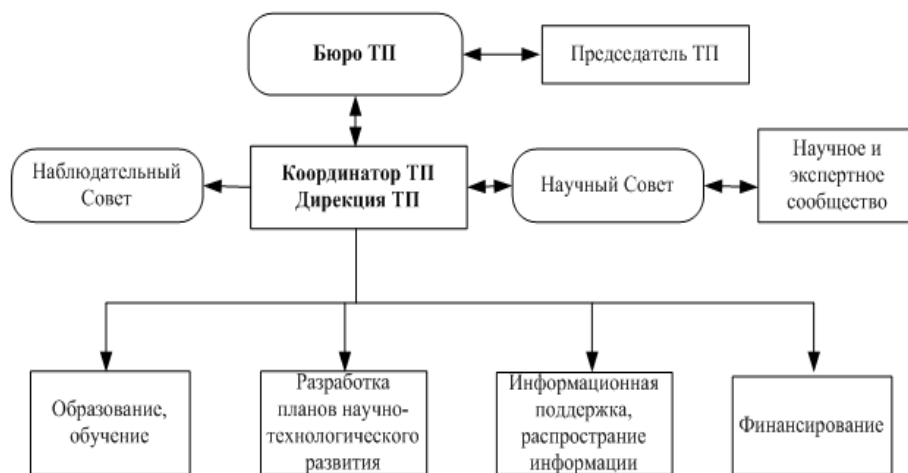 Бюро ТП
Председатель ТП
Наблюдательный
Совет
Координатор ТП
Дирекция ТП
Научный Совет
Научное и
экспертное
сообщество
Образование,
обучение
Разработка
планов научно-
технологического
развития
Информационная
поддержка,
распространие
информации
Финансирование